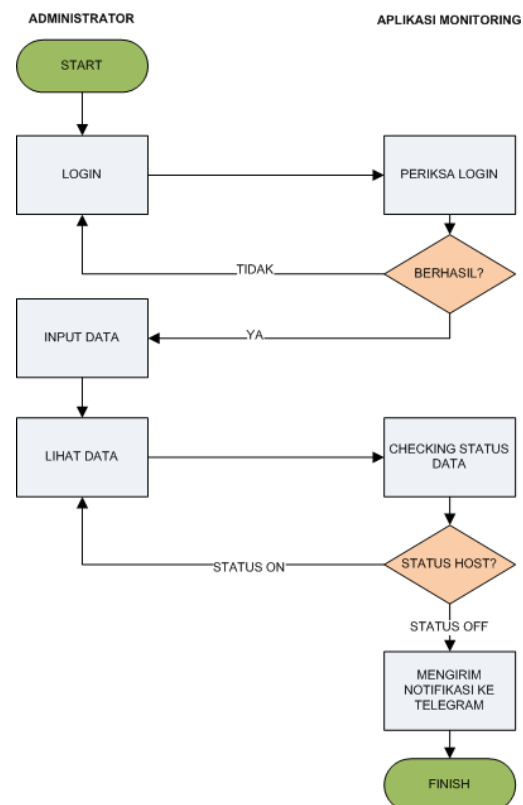 ADMINISTRATOR
APLIKASI MONITORING
START
LOGIN
PERIKSA LOGIN
BERHASIL?
TIDAK
YA
INPUT DATA
LIHAT DATA
CHECKING STATUS
DATA
STATUS HOST?
STATUS ON
STATUS OFF
MENGIRIM
NOTIFIKASI KE
TELEGRAM
FINISH